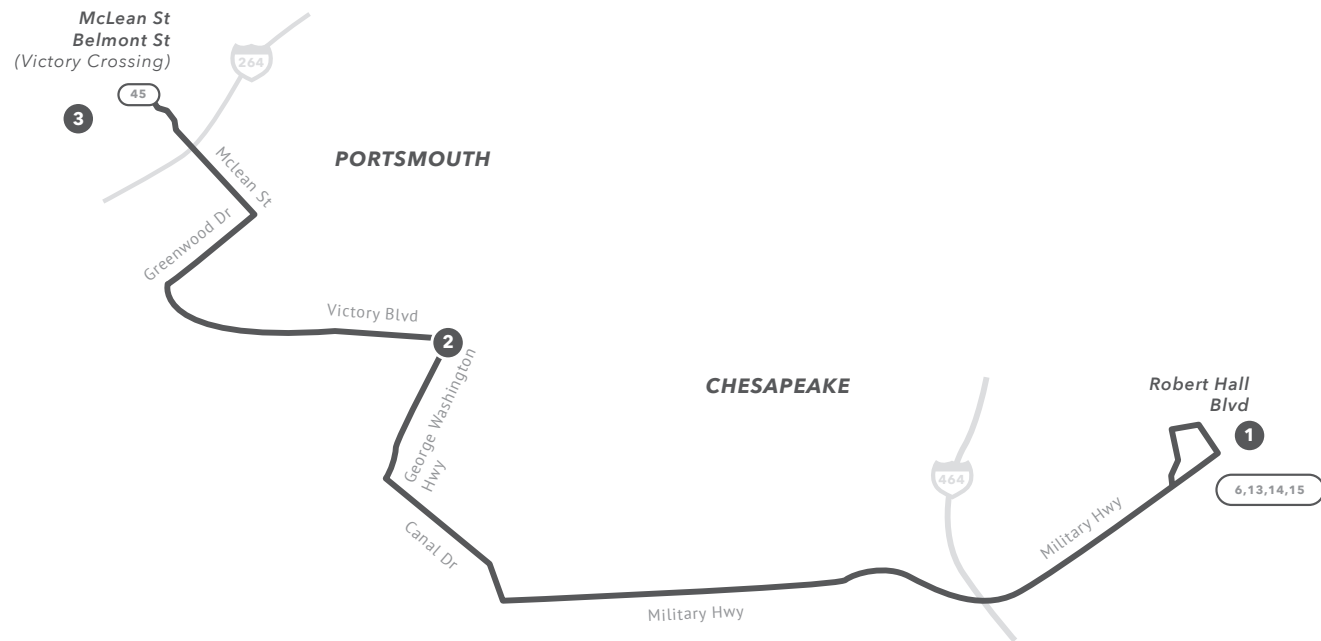 McLean St
Belmont St
(Victory Crossing)
264
45
3
PORTSMOUTH
Mclean St
Greenwood Dr
Victory Blvd
2
George Washington
Hwy
CHESAPEAKE
Robert Hall
Blvd
1
464
6,13,14,15
Military Hwy
Canal Dr
Military Hwy